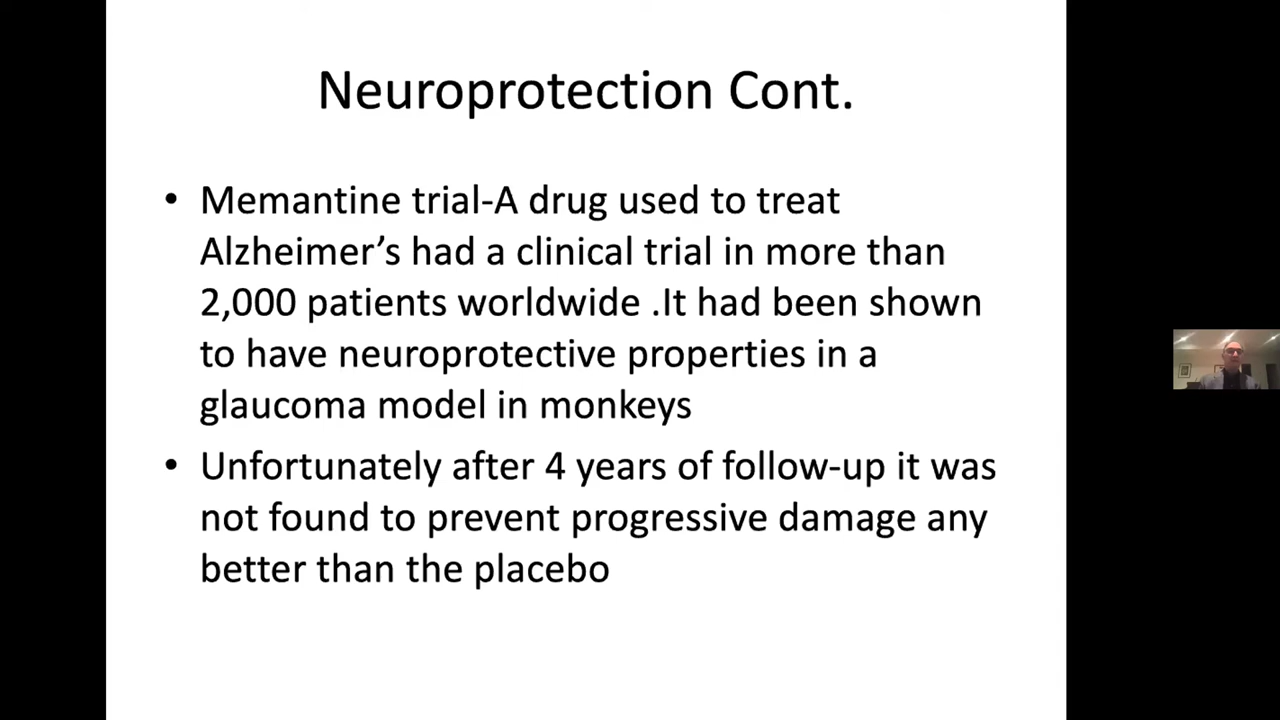 Neuroprotection Cont.
• Memantine trial-A drug used to treat
Alzheimer’s had a clinical trial in more than
2,000 patients worldwide .It had been shown
to have neuroprotective properties in a
glaucoma model in monkeys
• Unfortunately after 4 years of follow-up it was
not found to prevent progressive damage any
better than the placebo